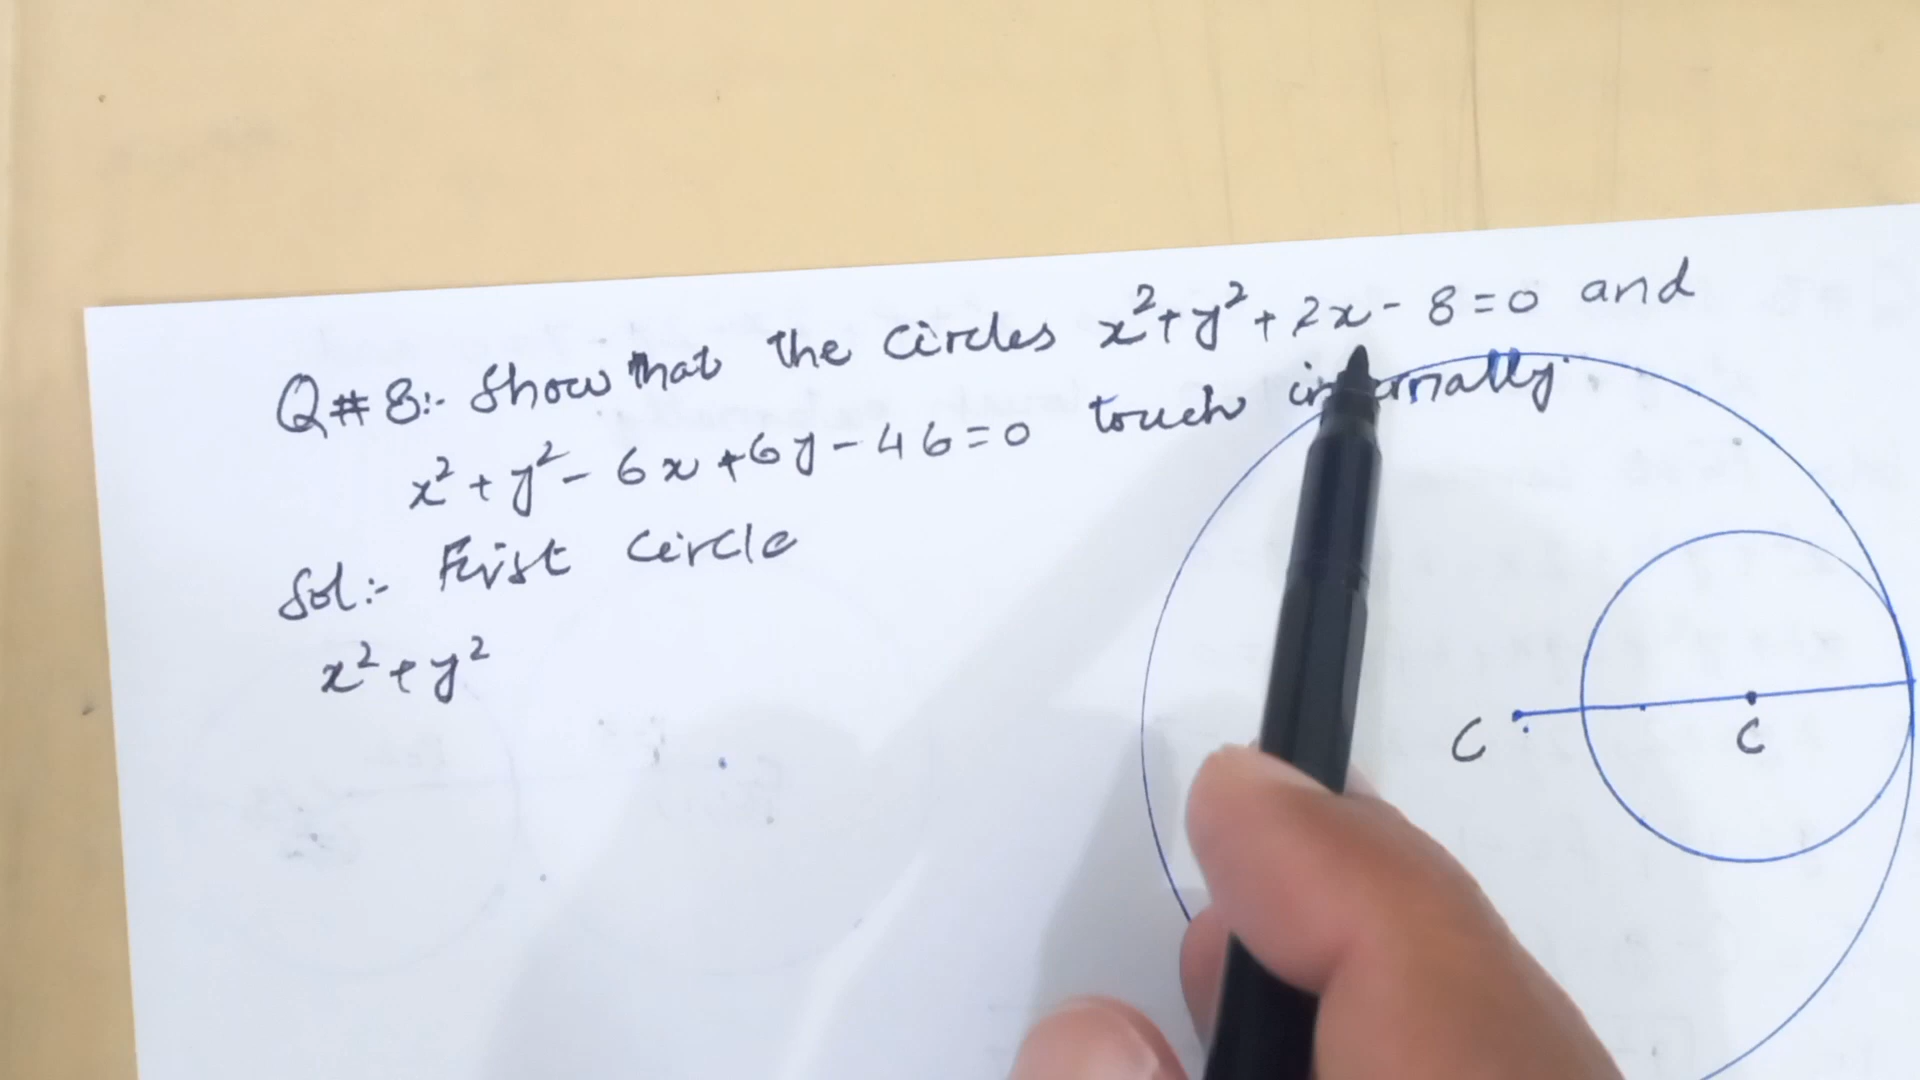 Q#8:- Show that the circles x²+y²+2x-8=0 and
x²+y²-6x+6y-46=0 touch internally.
Sol:- First circle
x²+y²
C C